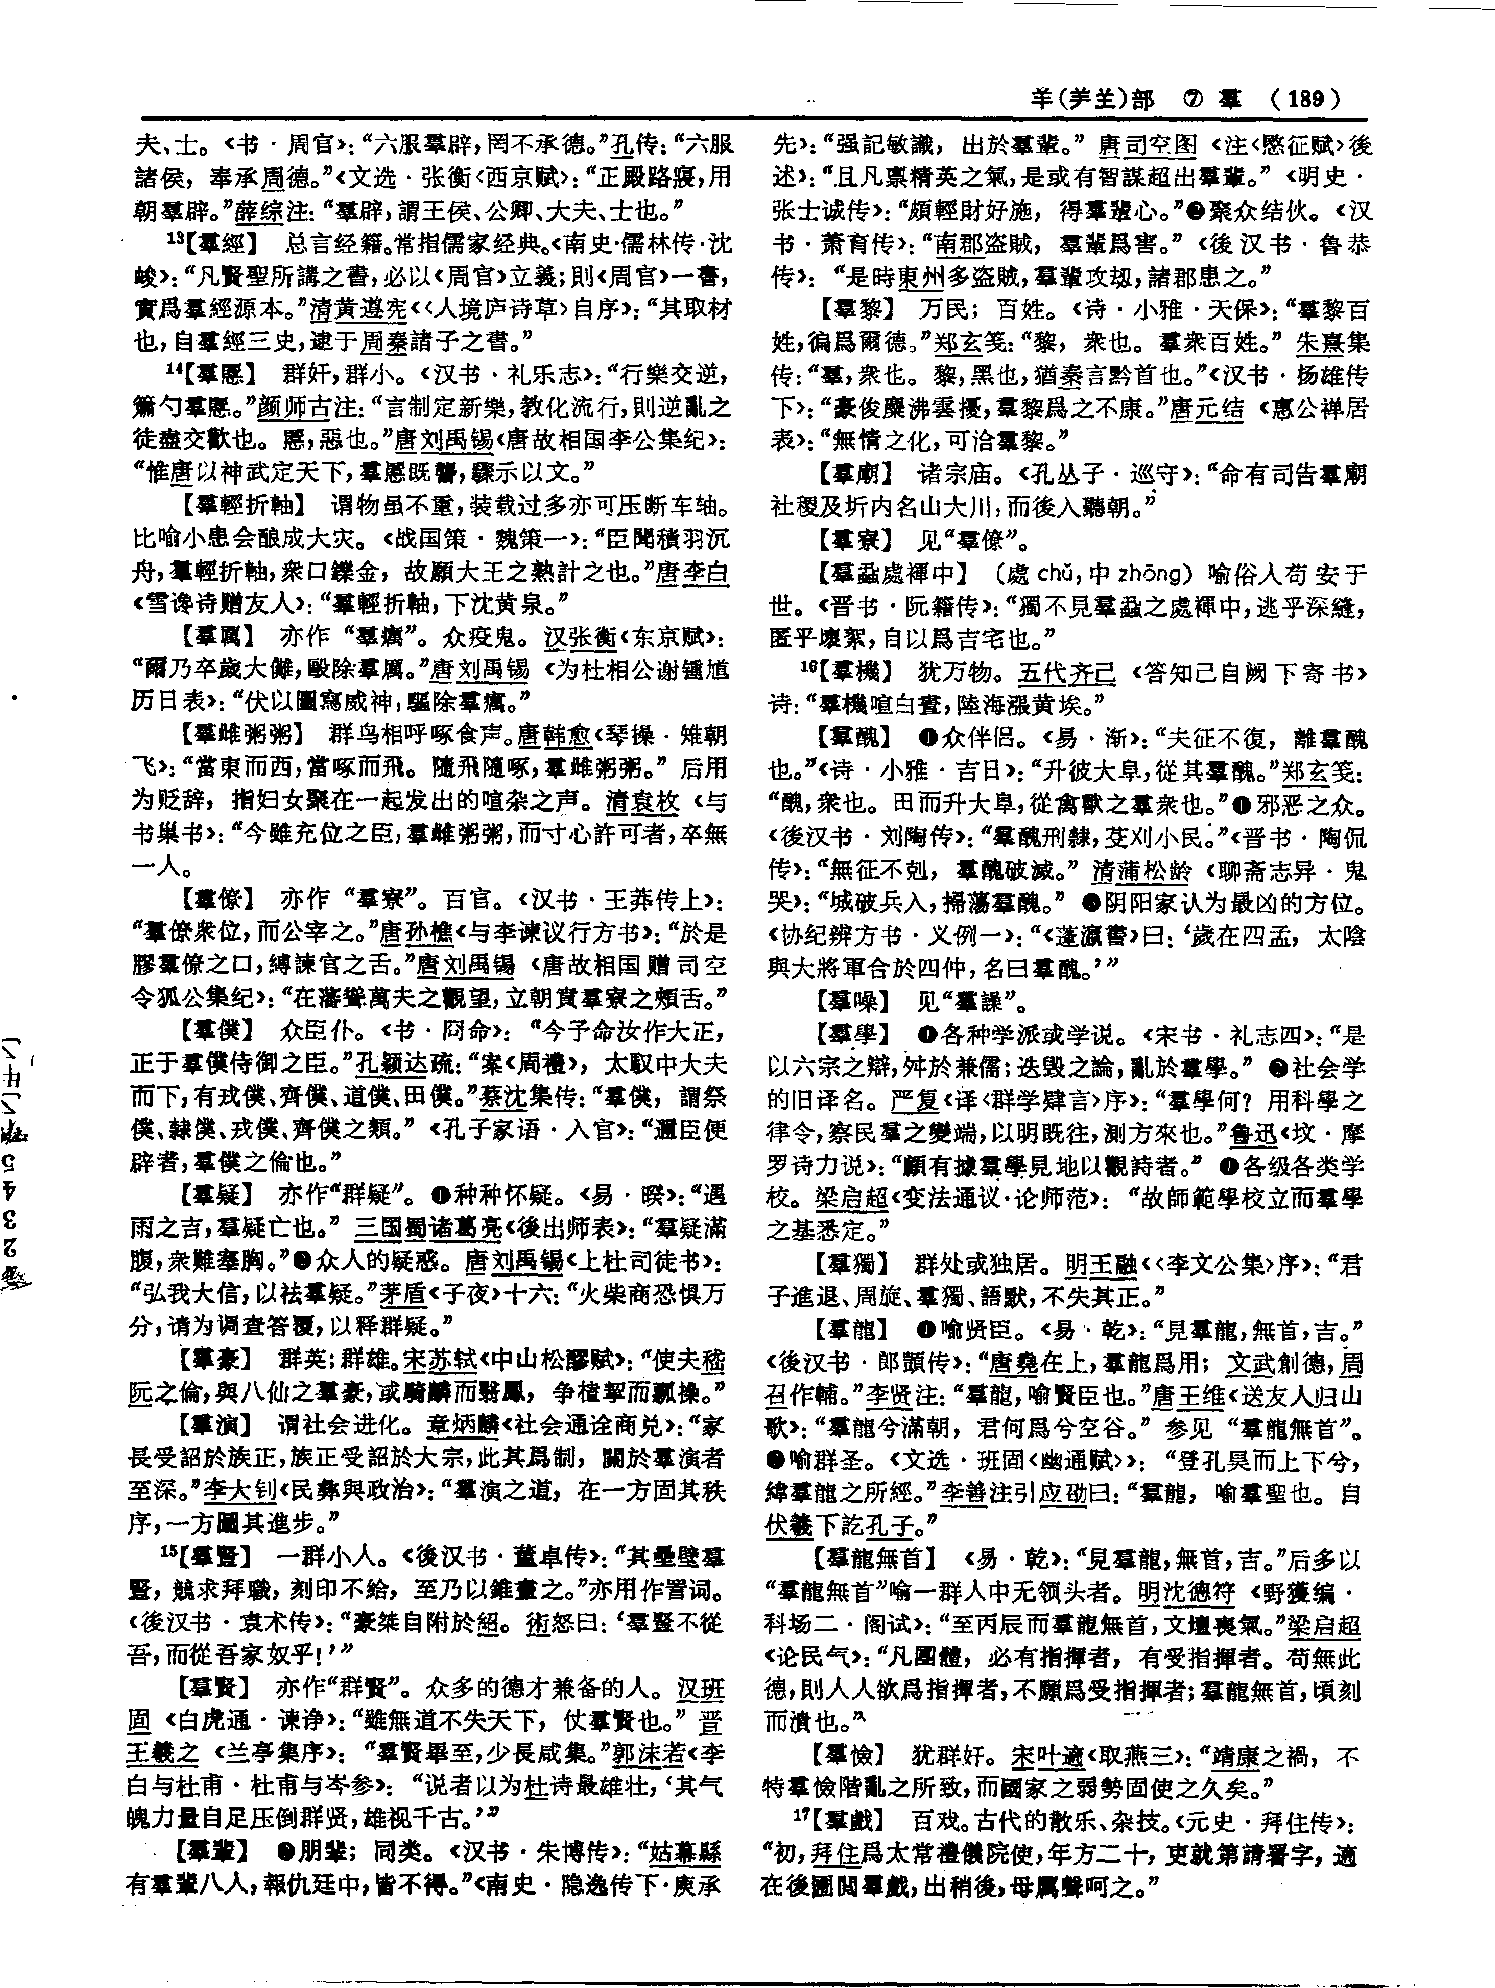 羊(⺶𦍌)部 ⑦ 羣 (189)
夫、士。《书·周官》：“六服羣辟，罔不承德。”孔传：“六服
諸侯，奉承周德。”《文选·张衡〈西京赋〉》：“正殿路寢，用
朝羣辟。”薛综注：“羣辟，謂王侯、公卿、大夫、士也。”
13【羣經】 总言经籍。常指儒家经典。《南史·儒林传·沈
峻》：“凡賢聖所講之書，必以《周官》立義；則《周官》一書，
實爲羣經源本。”清黄遵宪《〈人境庐诗草〉自序》：“其取材
也，自羣經三史，逮于周秦諸子之書。”
14【羣慝】 群奸，群小。《汉书·礼乐志》：“行樂交逆，
簫勺羣慝。”颜师古注：“言制定新樂，教化流行，則逆亂之
徒盡交歡也。慝，惡也。”唐刘禹锡《唐故相国李公集纪》：
“惟唐以神武定天下，羣慝既讋，驟示以文。”
【羣輕折軸】 谓物虽不重，装载过多亦可压断车轴。
比喻小患会酿成大灾。《战国策·魏策一》：“臣聞積羽沉
舟，羣輕折軸，衆口鑠金，故願大王之熟計之也。”唐李白
《雪谗诗赠友人》：“羣輕折軸，下沈黄泉。”
【羣厲】 亦作“羣癘”。众疫鬼。汉张衡《东京赋》：
“爾乃卒歲大儺，毆除羣厲。”唐刘禹锡《为杜相公谢锺馗
历日表》：“伏以圖寫威神，驅除羣癘。”
【羣雌粥粥】 群鸟相呼啄食声。唐韩愈《琴操·雉朝
飞》：“當東而西，當啄而飛。隨飛隨啄，羣雌粥粥。”后用
为贬辞，指妇女聚在一起发出的喧杂之声。清袁枚《与
书巢书》：“今雖充位之臣，羣雌粥粥，而寸心許可者，卒無
一人。
【羣僚】 亦作“羣寮”。百官。《汉书·王莽传上》：
“羣僚衆位，而公宰之。”唐孙樵《与李谏议行方书》：“於是
膠羣僚之口，縛諫官之舌。”唐刘禹锡《唐故相国赠司空
令狐公集纪》：“在藩聳萬夫之觀望，立朝賁羣寮之頰舌。”
【羣僕】 众臣仆。《书·冏命》：“今予命汝作大正，
正于羣僕侍御之臣。”孔颖达疏：“案《周禮》，太馭中大夫
而下，有戎僕、齊僕、道僕、田僕。”蔡沈集传：“羣僕，謂祭
僕、隸僕、戎僕、齊僕之類。”《孔子家语·入官》：“邇臣便
辟者，羣僕之倫也。”
【羣疑】 亦作“群疑”。❶种种怀疑。《易·睽》：“遇
雨之吉，羣疑亡也。”三国蜀诸葛亮《後出师表》：“羣疑滿
腹，衆難塞胸。”❷众人的疑惑。唐刘禹锡《上杜司徒书》：
“弘我大信，以祛羣疑。”茅盾《子夜》十六：“火柴商恐惧万
分，请为调查答覆，以释群疑。”
【羣豪】 群英；群雄。宋苏轼《中山松醪赋》：“使夫嵇
阮之倫，與八仙之羣豪，或騎麟而翳鳳，争榼挈而瓢操。”
【羣演】 谓社会进化。章炳麟《社会通诠商兑》：“家
長受詔於族正，族正受詔於大宗，此其爲制，關於羣演者
至深。”李大钊《民彝與政治》：“羣演之道，在一方固其秩
序，一方圖其進步。”
15【羣豎】 一群小人。《後汉书·董卓传》：“其壘壁羣
豎，競求拜職，刻印不給，至乃以錐畫之。”亦用作詈词。
《後汉书·袁术传》：“豪桀自附於紹。術怒曰：‘羣豎不從
吾，而從吾家奴乎！’”
【羣賢】 亦作“群賢”。众多的德才兼备的人。汉班
固《白虎通·谏诤》：“雖無道不失天下，仗羣賢也。”晋
王羲之《兰亭集序》：“羣賢畢至，少長咸集。”郭沫若《李
白与杜甫·杜甫与岑参》：“说者以为杜诗最雄壮，‘其气
魄力量自足压倒群贤，雄视千古。’”
【羣輩】 ❶朋辈；同类。《汉书·朱博传》：“姑幕縣
有羣輩八人，報仇廷中，皆不得。”《南史·隐逸传下·庾承
先》：“强記敏識，出於羣輩。”唐司空图《注〈愍征赋〉後
述》：“且凡禀精英之氣，是或有智謀超出羣輩。”《明史·
张士诚传》：“頗輕財好施，得羣輩心。”❷聚众结伙。《汉
书·萧育传》：“南郡盗賊，羣輩爲害。”《後汉书·鲁恭
传》：“是時東州多盗賊，羣輩攻刼，諸郡患之。”
【羣黎】 万民；百姓。《诗·小雅·天保》：“羣黎百
姓，徧爲爾德。”郑玄笺：“黎，衆也。羣衆百姓。”朱熹集
传：“羣，衆也。黎，黑也，猶秦言黔首也。”《汉书·扬雄传
下》：“豪俊麋沸雲擾，羣黎爲之不康。”唐元结《惠公禅居
表》：“無情之化，可洽羣黎。”
【羣廟】 诸宗庙。《孔丛子·巡守》：“命有司告羣廟
社稷及圻内名山大川，而後入聽朝。”
【羣寮】 见“羣僚”。
【羣蝨處褌中】 (處chǔ，中zhōng) 喻俗人苟安于
世。《晋书·阮籍传》：“獨不見羣蝨之處褌中，逃乎深縫，
匿乎壞絮，自以爲吉宅也。”
16【羣機】 犹万物。五代齐己《答知己自阙下寄书》
诗：“羣機喧白晝，陸海漲黄埃。”
【羣醜】 ❶众伴侣。《易·渐》：“夫征不復，離羣醜
也。”《诗·小雅·吉日》：“升彼大阜，從其羣醜。”郑玄笺：
“醜，衆也。田而升大阜，從禽獸之羣衆也。”❷邪恶之众。
《後汉书·刘陶传》：“羣醜刑隸，芟刈小民。”《晋书·陶侃
传》：“無征不剋，羣醜破滅。”清蒲松龄《聊斋志异·鬼
哭》：“城破兵入，掃蕩羣醜。”❸阴阳家认为最凶的方位。
《协纪辨方书·义例一》：“《蓬瀛書》曰：‘歲在四孟，太陰
與大將軍合於四仲，名曰羣醜。’”
【羣噪】 见“羣譟”。
【羣學】 ❶各种学派或学说。《宋书·礼志四》：“是
以六宗之辯，舛於兼儒；迭毁之論，亂於羣學。”❷社会学
的旧译名。严复《译〈群学肄言〉序》：“羣學何？用科學之
律令，察民羣之變端，以明既往，測方來也。”鲁迅《坟·摩
罗诗力说》：“頗有據羣學見地以觀詩者。”❸各级各类学
校。梁启超《变法通议·论师范》：“故師範學校立而羣學
之基悉定。”
【羣獨】 群处或独居。明王融《〈李文公集〉序》：“君
子進退、周旋、羣獨、語默，不失其正。”
【羣龍】 ❶喻贤臣。《易·乾》：“見羣龍，無首，吉。”
《後汉书·郎顗传》：“唐堯在上，羣龍爲用；文武創德，周
召作輔。”李贤注：“羣龍，喻賢臣也。”唐王维《送友人归山
歌》：“羣龍兮滿朝，君何爲兮空谷。”参见“羣龍無首”。
❷喻群圣。《文选·班固〈幽通赋〉》：“登孔昊而上下兮，
緯羣龍之所經。”李善注引应劭曰：“羣龍，喻羣聖也。自
伏羲下訖孔子。”
【羣龍無首】 《易·乾》：“見羣龍，無首，吉。”后多以
“羣龍無首”喻一群人中无领头者。明沈德符《野獲编·
科场二·阁试》：“至丙辰而羣龍無首，文壇喪氣。”梁启超
《论民气》：“凡團體，必有指揮者，有受指揮者。苟無此
德，則人人欲爲指揮者，不願爲受指揮者；羣龍無首，頃刻
而潰也。”
【羣憸】 犹群奸。宋叶適《取燕三》：“靖康之禍，不
特羣憸階亂之所致，而國家之弱勢固使之久矣。”
17【羣戲】 百戏。古代的散乐、杂技。《元史·拜住传》：
“初，拜住爲太常禮儀院使，年方二十，吏就第請署字，適
在後圃閲羣戲，出稍後，母厲聲呵之。”